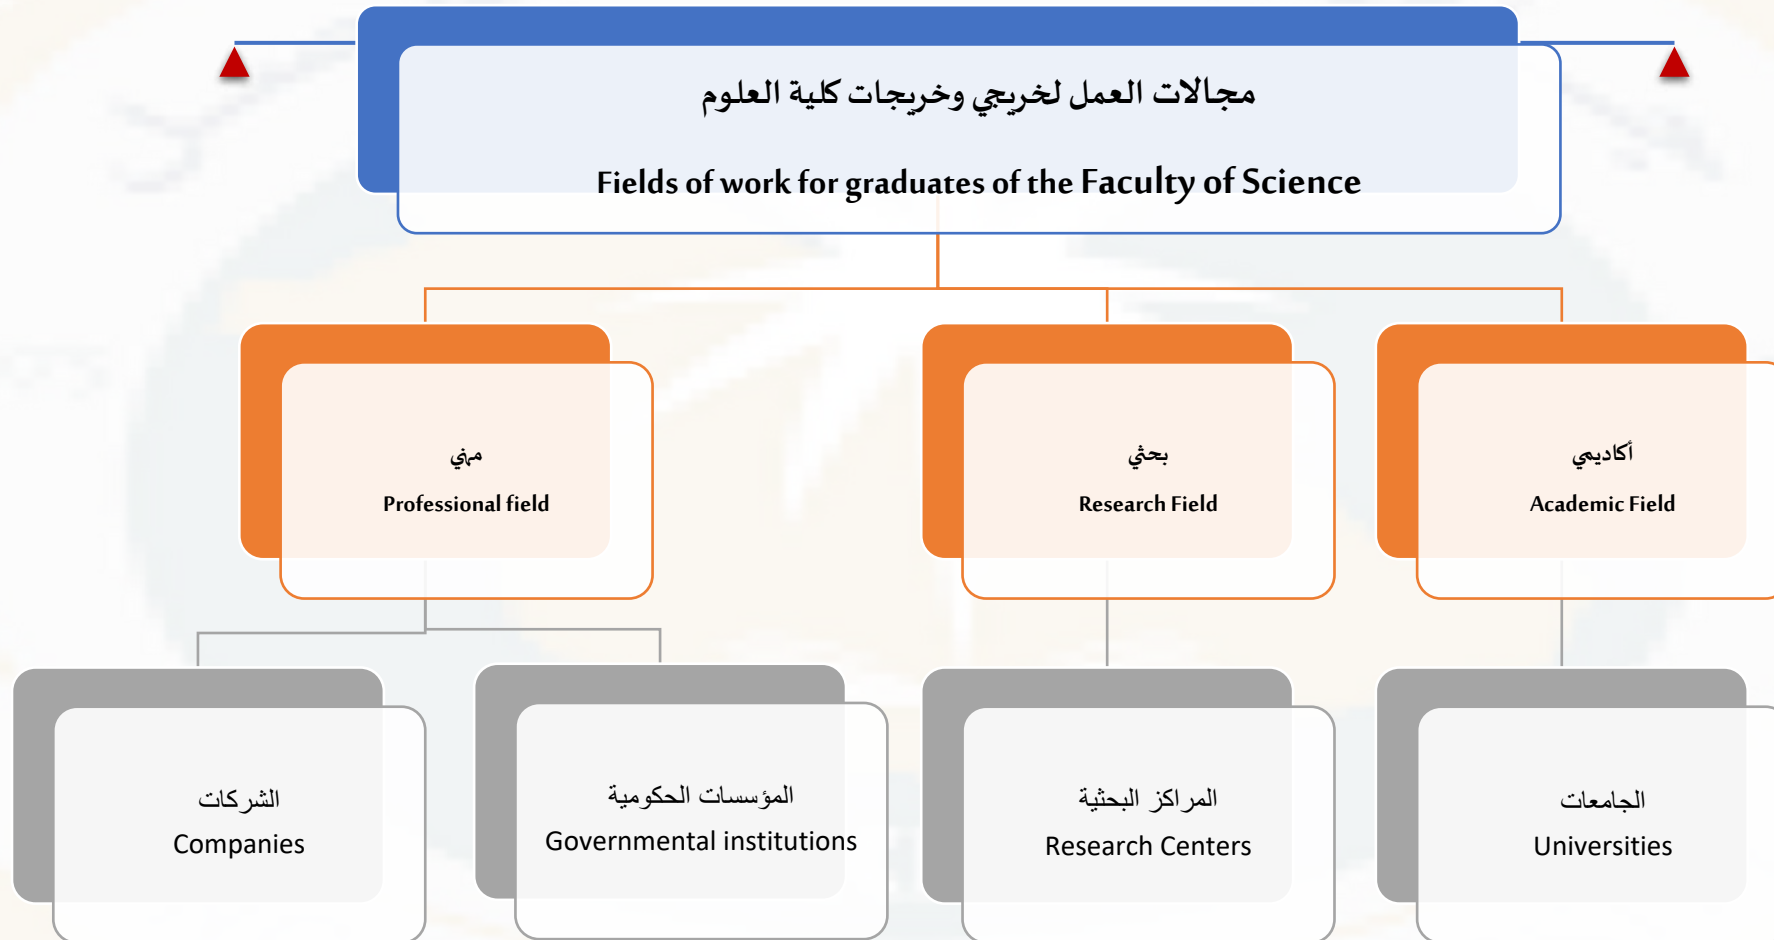 مجالات العمل لخريجي وخريجات كلية العلوم
Fields of work for graduates of the Faculty of Science
أكاديمي
Academic Field
بحثي
Research Field
مهني
Professional field
الجامعات
Universities
المراكز البحثية
Research Centers
المؤسسات الحكومية
Governmental institutions
الشركات
Companies